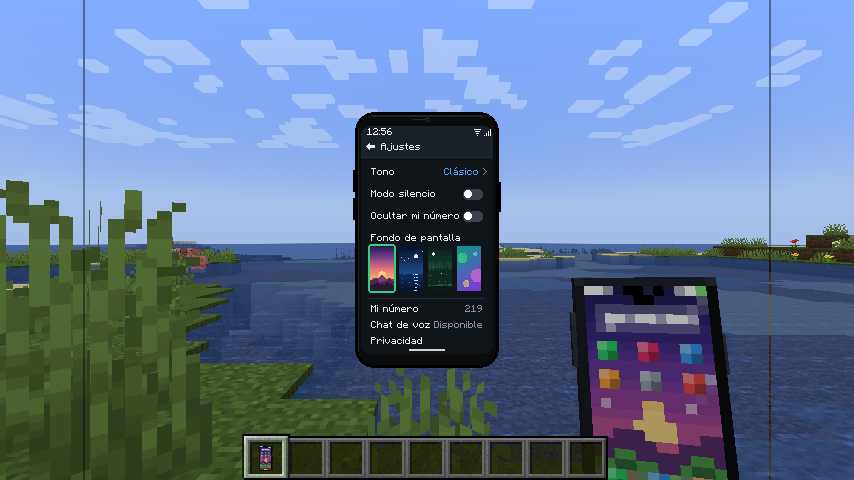 12:56
Ajustes
Tono Clásico
Modo silencio
Ocultar mi número
Fondo de pantalla
Mi número 219
Chat de voz Disponible
Privacidad